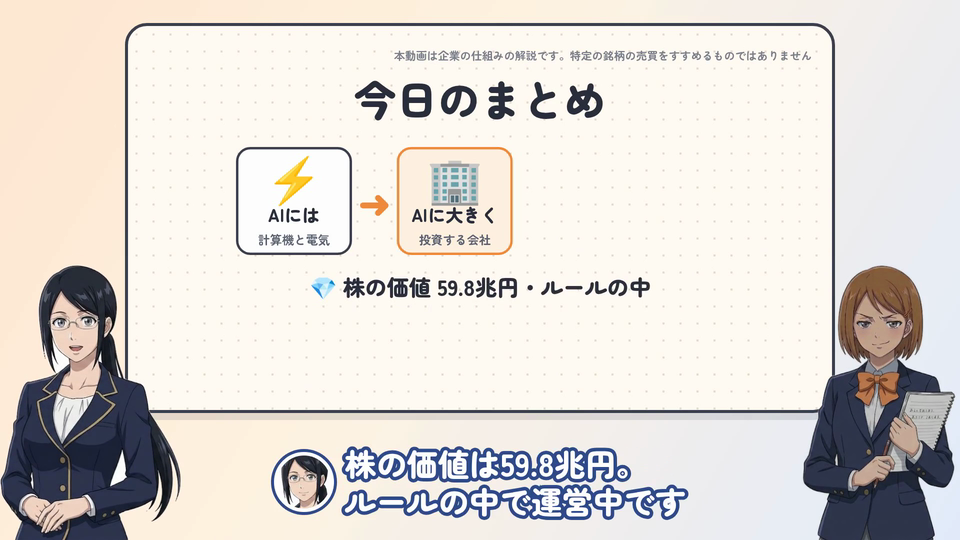 本動画は企業の仕組みの解説です。特定の銘柄の売買をすすめるものではありません
今日のまとめ
AIには
計算機と電気
AIに大きく
投資する会社
株の価値 59.8兆円・ルールの中
株の価値は59.8兆円。
ルールの中で運営中です